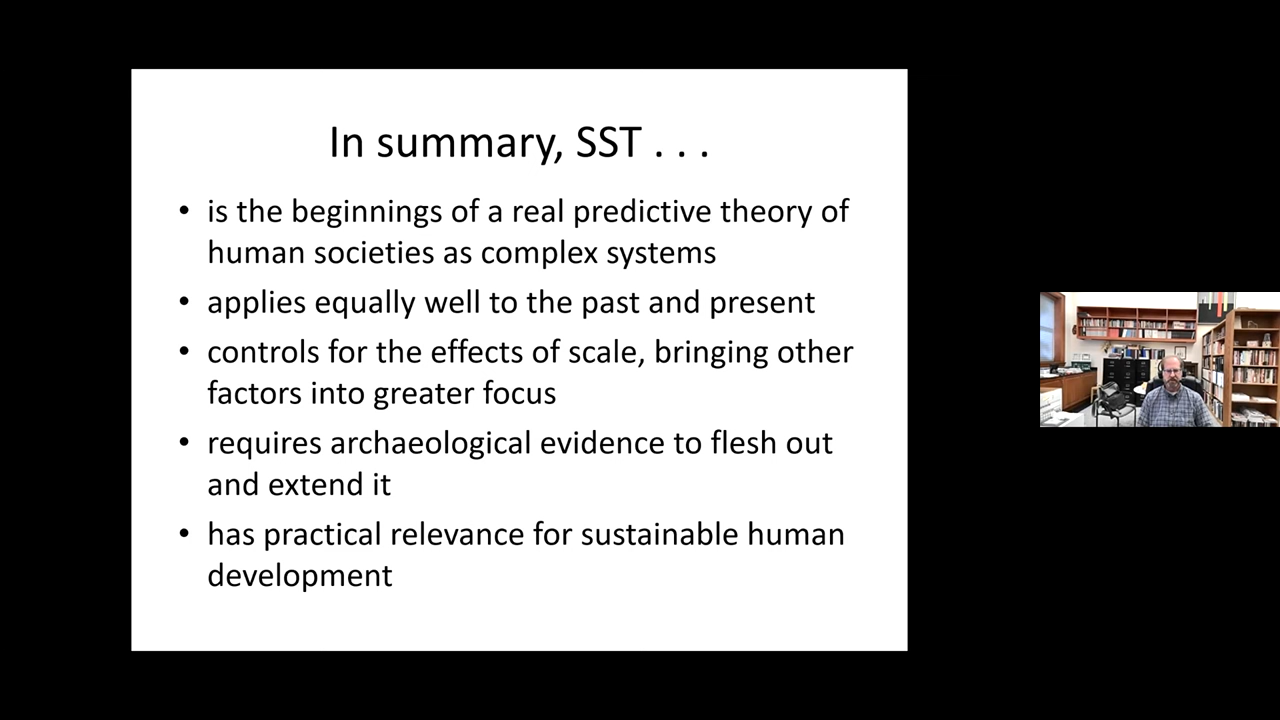 In summary, SST . . .
• is the beginnings of a real predictive theory of
human societies as complex systems
• applies equally well to the past and present
• controls for the effects of scale, bringing other
factors into greater focus
• requires archaeological evidence to flesh out
and extend it
• has practical relevance for sustainable human
development